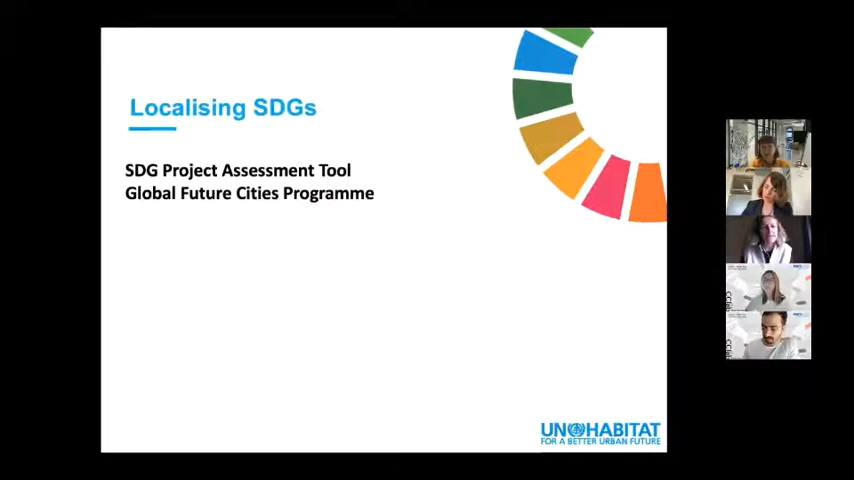 Localising SDGs
SDG Project Assessment Tool
Global Future Cities Programme
UN HABITAT
FOR A BETTER URBAN FUTURE